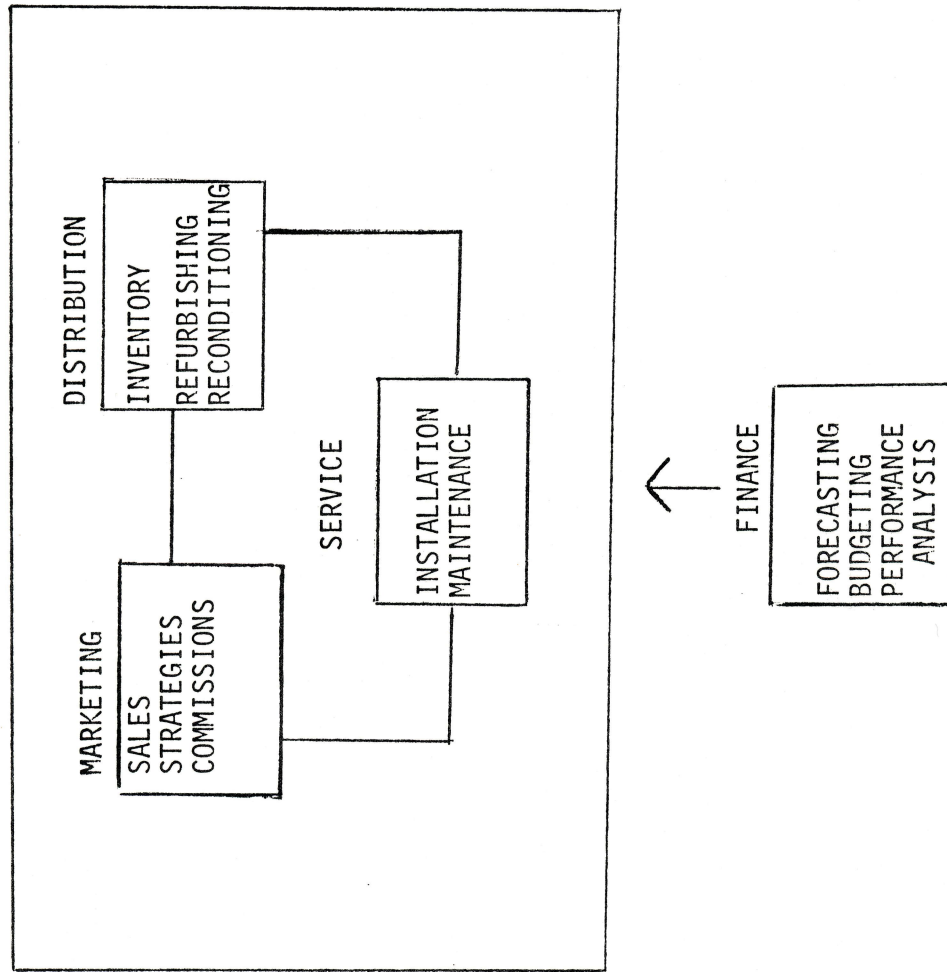 MARKETING
SALES
STRATEGIES
COMMISSIONS
DISTRIBUTION
INVENTORY
REFURBISHING
RECONDITIONING
SERVICE
INSTALLATION
MAINTENANCE
FINANCE
FORECASTING
BUDGETING
PERFORMANCE
ANALYSIS